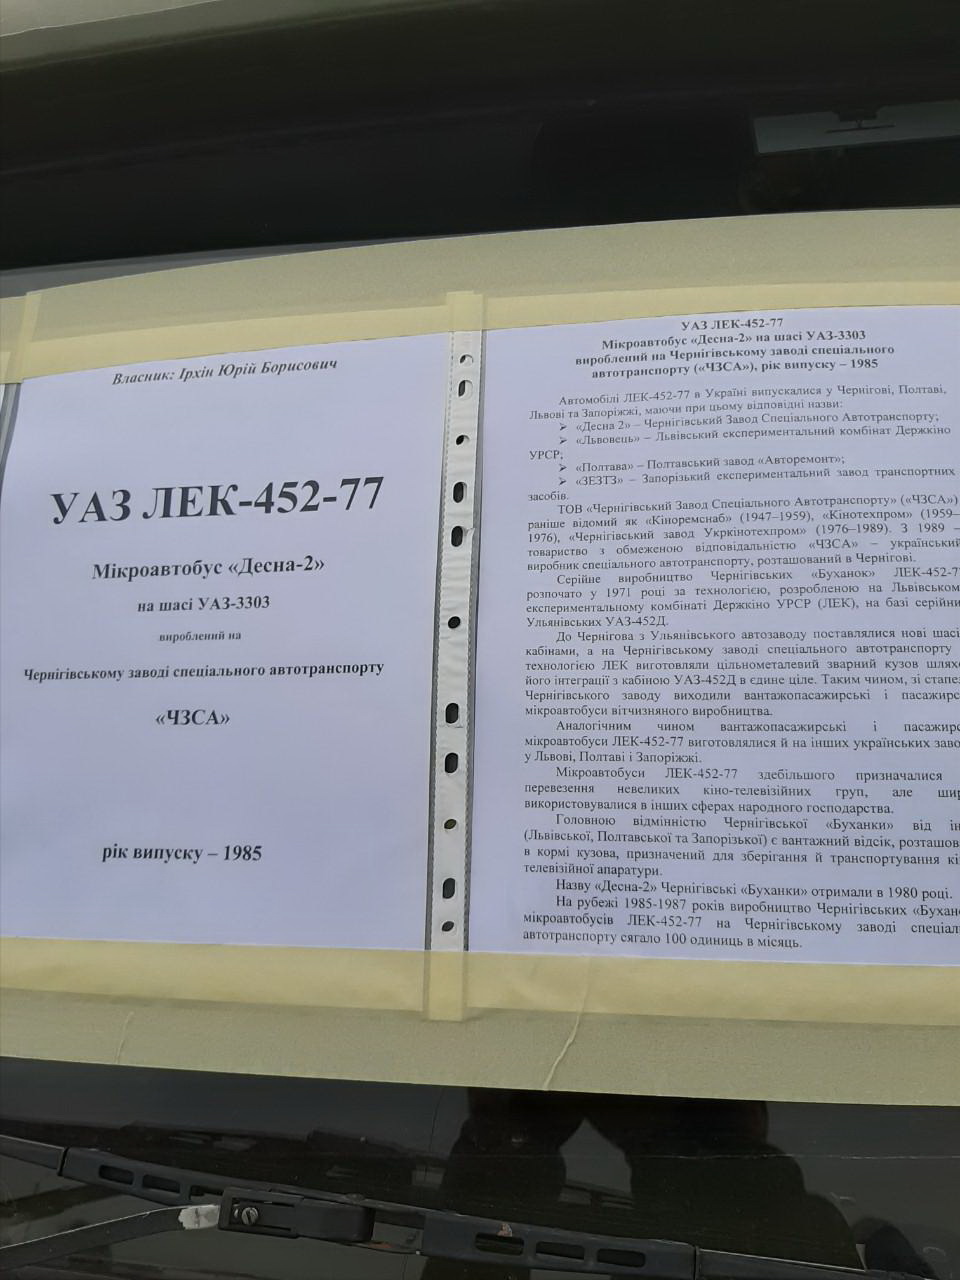 Власник: Ірхін Юрій Борисович
УАЗ ЛЕК-452-77
Мікроавтобус «Десна-2»
на шасі УАЗ-3303
вироблений на
Чернігівському заводі спеціального автотранспорту
«ЧЗСА»
рік випуску – 1985
УАЗ ЛЕК-452-77
Мікроавтобус «Десна-2» на шасі УАЗ-3303
вироблений на Чернігівському заводі спеціального
автотранспорту («ЧЗСА»), рік випуску – 1985
Автомобілі ЛЕК-452-77 в Україні випускалися у Чернігові, Полтаві,
Львові та Запоріжжі, маючи при цьому відповідні назви:
➢ «Десна 2» – Чернігівський Завод Спеціального Автотранспорту;
➢ «Львовець» – Львівський експериментальний комбінат Держкіно
УРСР;
➢ «Полтава» – Полтавський завод «Авторемонт»;
➢ «ЗЕЗТЗ» – Запорізький експериментальний завод транспортних
засобів.
ТОВ «Чернігівський Завод Спеціального Автотранспорту» («ЧЗСА»)
раніше відомий як «Кіноремснаб» (1947–1959), «Кінотехпром» (1959–
1976), «Чернігівський завод Укркінотехпром» (1976–1989). З 1989 –
товариство з обмеженою відповідальністю «ЧЗСА» – український
виробник спеціального автотранспорту, розташований в Чернігові.
Серійне виробництво Чернігівських «Буханок» ЛЕК-452-7
розпочато у 1971 році за технологією, розробленою на Львівському
експериментальному комбінаті Держкіно УРСР (ЛЕК), на базі серійни
Ульянівських УАЗ-452Д.
До Чернігова з Ульянівського автозаводу поставлялися нові шасі
кабінами, а на Чернігівському заводі спеціального автотранспорту
технологією ЛЕК виготовляли цільнометалевий зварний кузов шлях
його інтеграції з кабіною УАЗ-452Д в єдине ціле. Таким чином, зі стапе
Чернігівського заводу виходили вантажопасажирські і пасажирс
мікроавтобуси вітчизняного виробництва.
Аналогічним чином вантажопасажирські і пасажирс
мікроавтобуси ЛЕК-452-77 виготовлялися й на інших українських заво
у Львові, Полтаві і Запоріжжі.
Мікроавтобуси ЛЕК-452-77 здебільшого призначалися
перевезення невеликих кіно-телевізійних груп, але шир
використовувалися в інших сферах народного господарства.
Головною відмінністю Чернігівської «Буханки» від ін
(Львівської, Полтавської та Запорізької) є вантажний відсік, розташов
в кормі кузова, призначений для зберігання й транспортування кі
телевізійної апаратури.
Назву «Десна-2» Чернігівські «Буханки» отримали в 1980 році.
На рубежі 1985-1987 років виробництво Чернігівських «Бухан
мікроавтобусів ЛЕК-452-77 на Чернігівському заводі спеціал
автотранспорту сягало 100 одиниць в місяць.